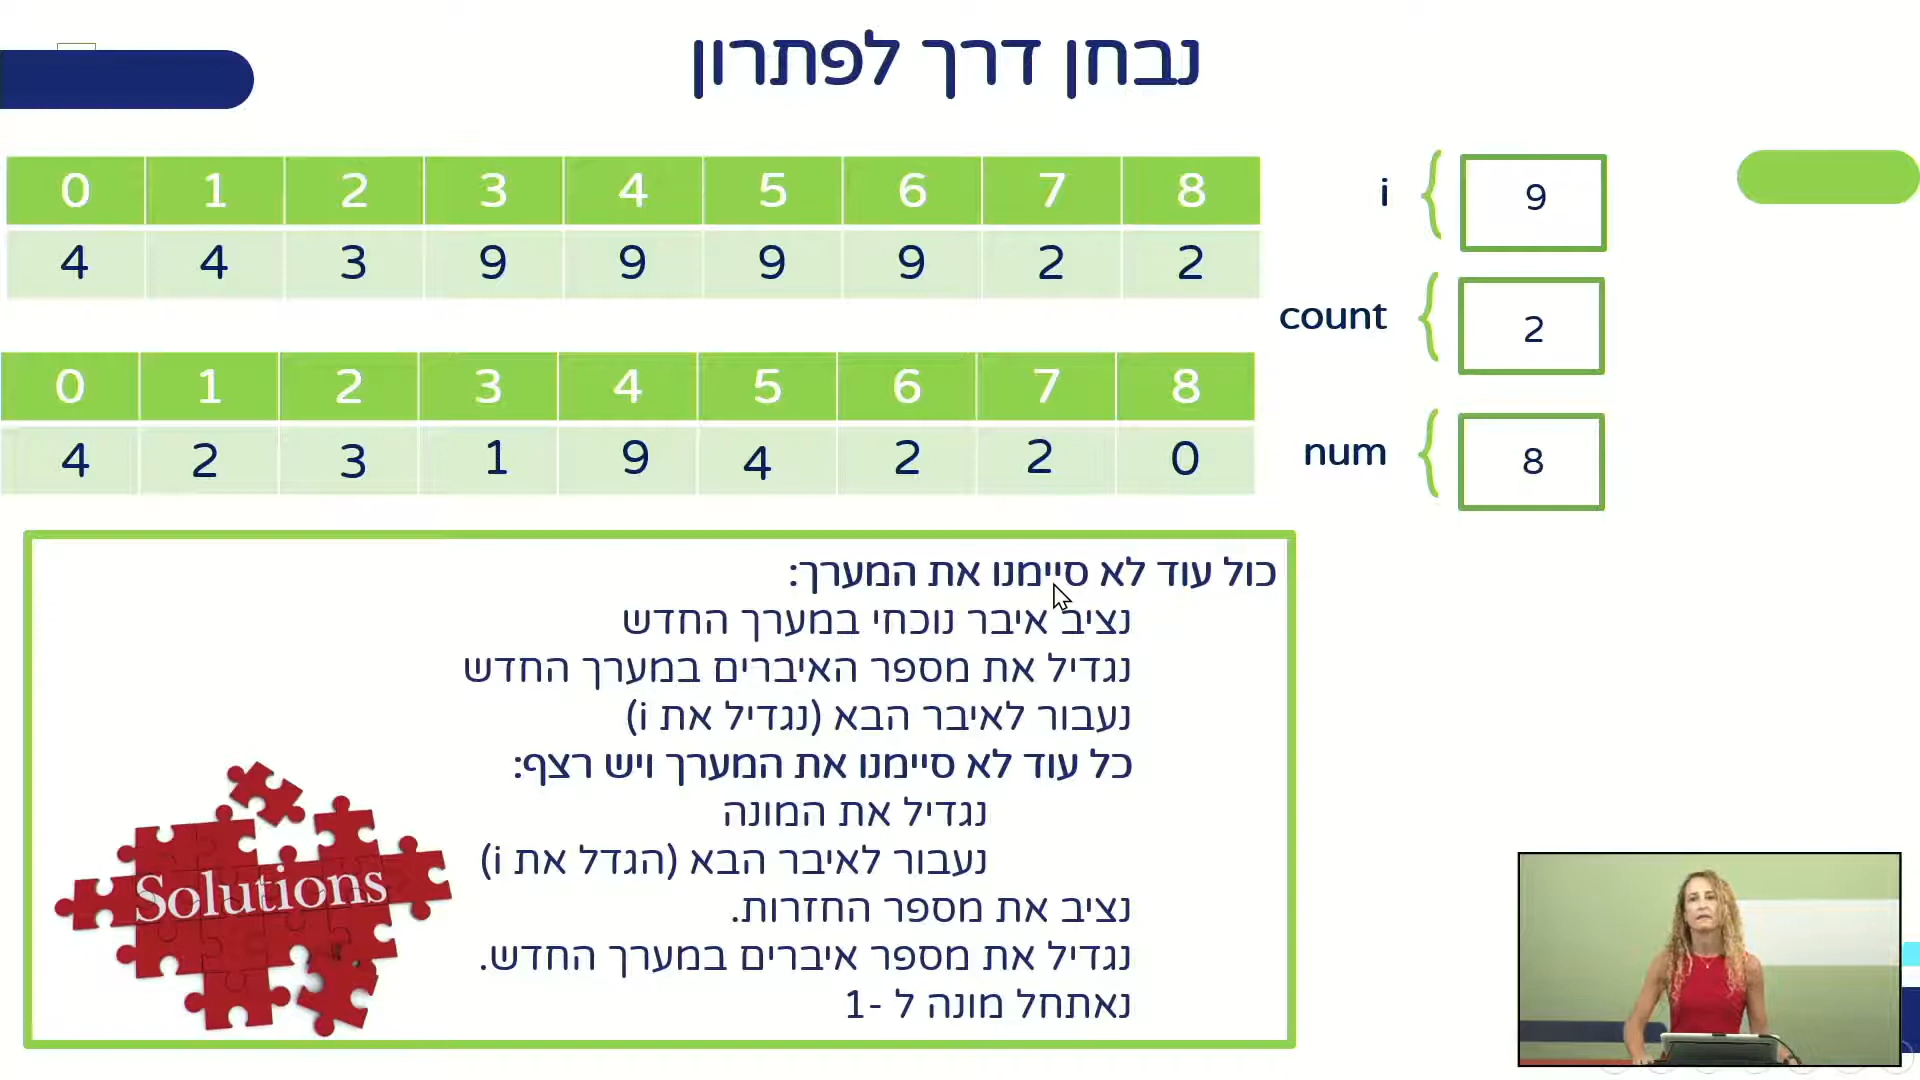 נבחן דרך לפתרון
0 1 2 3 4 5 6 7 8
4 4 3 9 9 9 9 2 2
i 9
count 2
0 1 2 3 4 5 6 7 8
4 2 3 1 9 4 2 2 0
num 8
כול עוד לא סיימנו את המערך:
נציב איבר נוכחי במערך החדש
נגדיל את מספר האיברים במערך החדש
נעבור לאיבר הבא (נגדיל את i)
כל עוד לא סיימנו את המערך ויש רצף:
נגדיל את המונה
נעבור לאיבר הבא (הגדל את i)
נציב את מספר החזרות.
נגדיל את מספר איברים במערך החדש.
נאתחל מונה ל -1
Solutions